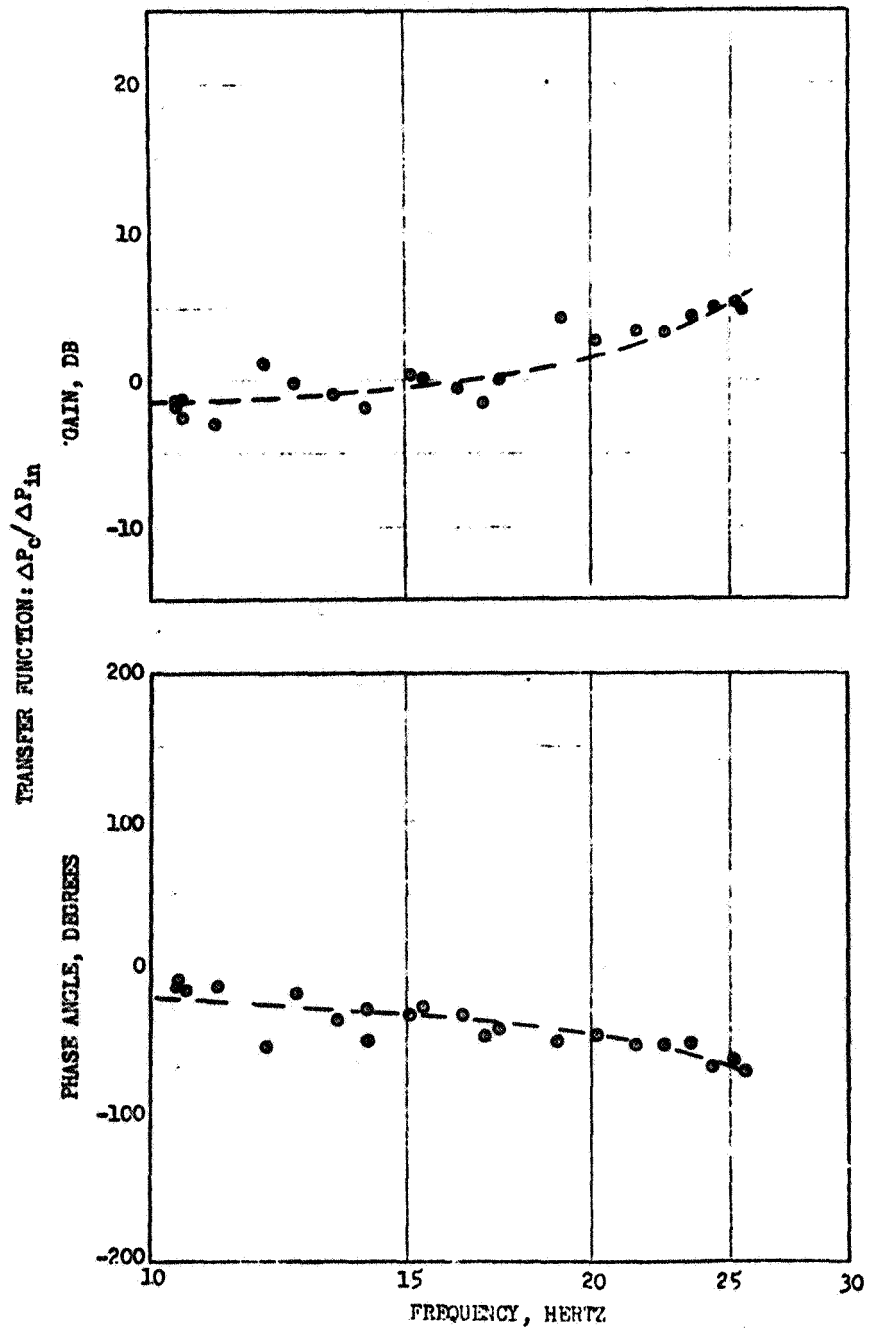 TRANSFER FUNCTION: ΔPc/ΔPin
GAIN, DB
20
10
0
-10
PHASE ANGLE, DEGREES
200
100
0
-100
-200
10 15 20 25 30
FREQUENCY, HERTZ